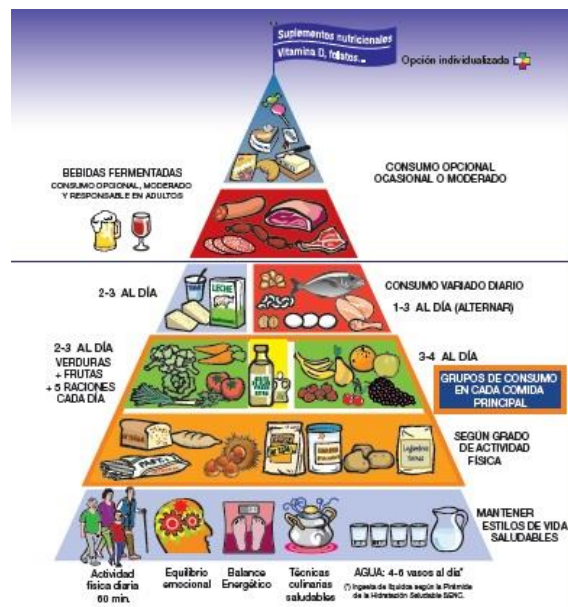 Suplementos nutricionales
Vitamina D, folatos...
Opción individualizada
BEBIDAS FERMENTADAS
CONSUMO OPCIONAL, MODERADO
Y RESPONSABLE EN ADULTOS
CONSUMO OPCIONAL
OCASIONAL O MODERADO
2-3 AL DÍA
LECHE
CONSUMO VARIADO DIARIO
1-3 AL DÍA (ALTERNAR)
2-3 AL DÍA
VERDURAS
+ FRUTAS
+ 5 RACIONES
CADA DÍA
3-4 AL DÍA
GRUPOS DE CONSUMO
EN CADA COMIDA
PRINCIPAL
SEGÚN GRADO
DE ACTIVIDAD
FÍSICA
MANTENER
ESTILOS DE VIDA
SALUDABLES
Actividad
física diaria
60 min.
Equilibrio
emocional
Balance
Energético
Técnicas
culinarias
saludables
AGUA: 4-6 vasos al día*
(*) Ingesta de líquidos según la Pirámide
de la Hidratación Saludable SENC.